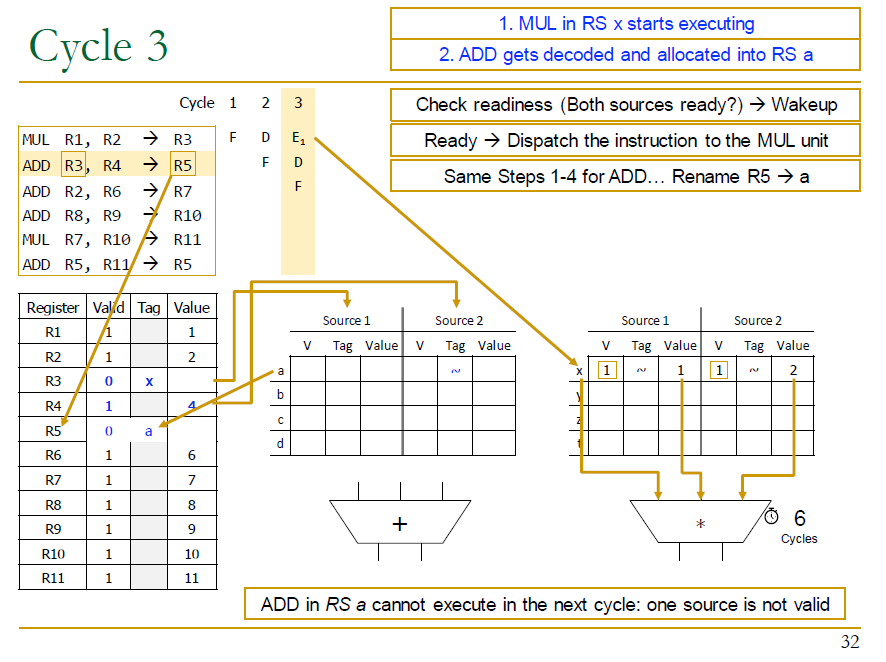 Cycle 3
1. MUL in RS x starts executing
2. ADD gets decoded and allocated into RS a
Check readiness (Both sources ready?) → Wakeup
Ready → Dispatch the instruction to the MUL unit
Same Steps 1-4 for ADD… Rename R5 → a
Cycle 1 2 3
MUL R1, R2 → R3 F D E₁
ADD R3, R4 → R5 F D
ADD R2, R6 → R7 F
ADD R8, R9 → R10
MUL R7, R10 → R11
ADD R5, R11 → R5
Register Valid Tag Value
R1 1 1
R2 1 2
R3 0 x
R4 1 4
R5 0 a
R6 1 6
R7 1 7
R8 1 8
R9 1 9
R10 1 10
R11 1 11
Source 1 Source 2
V Tag Value V Tag Value
a ~
b
c
d
+
Source 1 Source 2
V Tag Value V Tag Value
x 1 ~ 1 1 ~ 2
y
z
t
*
6
Cycles
ADD in RS a cannot execute in the next cycle: one source is not valid
32